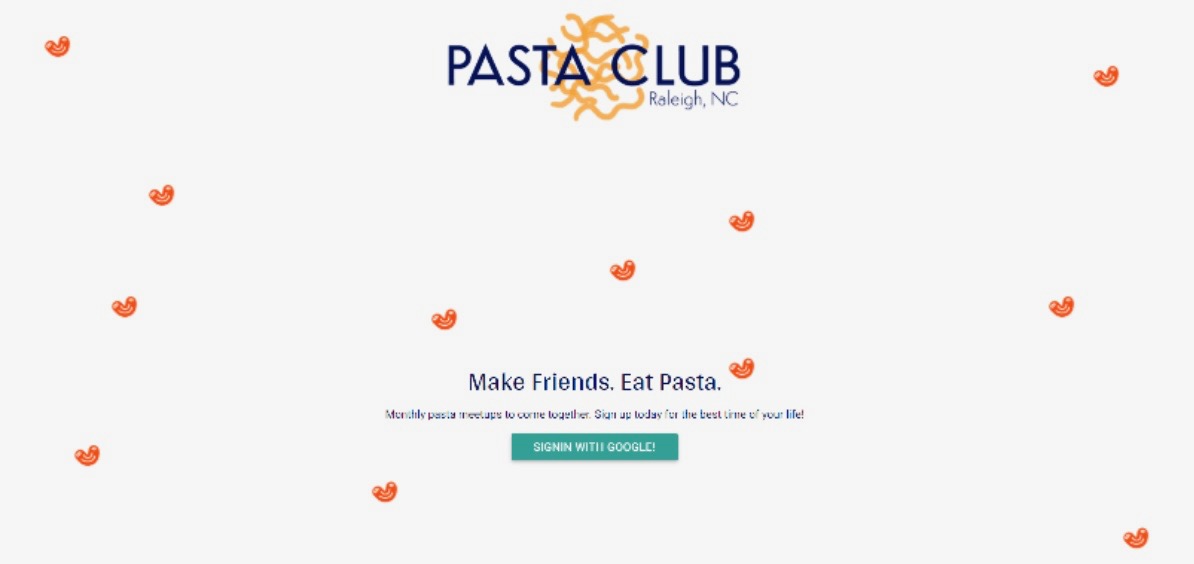 PASTA CLUB
Raleigh, NC
Make Friends. Eat Pasta.
Monthly pasta meetups to come together. Sign up today for the best time of your life!
SIGNIN WITH GOOGLE!